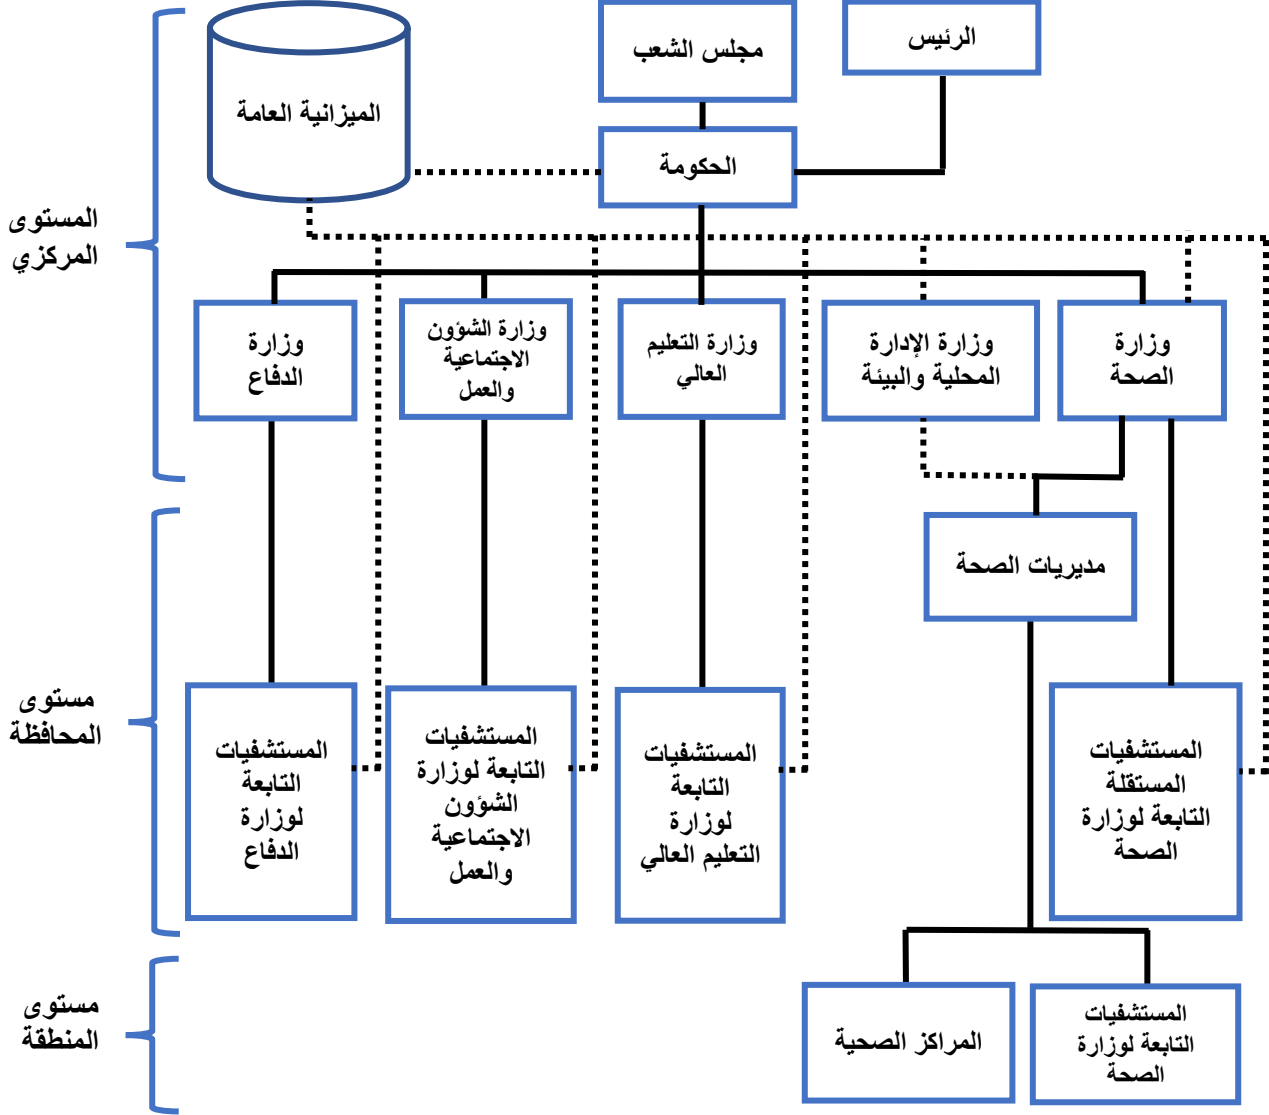 الرئيس
مجلس الشعب
الميزانية العامة
الحكومة
المستوى
المركزي
وزارة
الصحة
وزارة الإدارة
المحلية والبيئة
وزارة التعليم
العالي
وزارة الشؤون
الاجتماعية
والعمل
وزارة
الدفاع
مديريات الصحة
مستوى
المحافظة
المستشفيات
المستقلة
التابعة لوزارة
الصحة
المستشفيات
التابعة
لوزارة
التعليم العالي
المستشفيات
التابعة لوزارة
الشؤون
الاجتماعية
والعمل
المستشفيات
التابعة
لوزارة
الدفاع
مستوى
المنطقة
المستشفيات
التابعة لوزارة
الصحة
المراكز الصحية